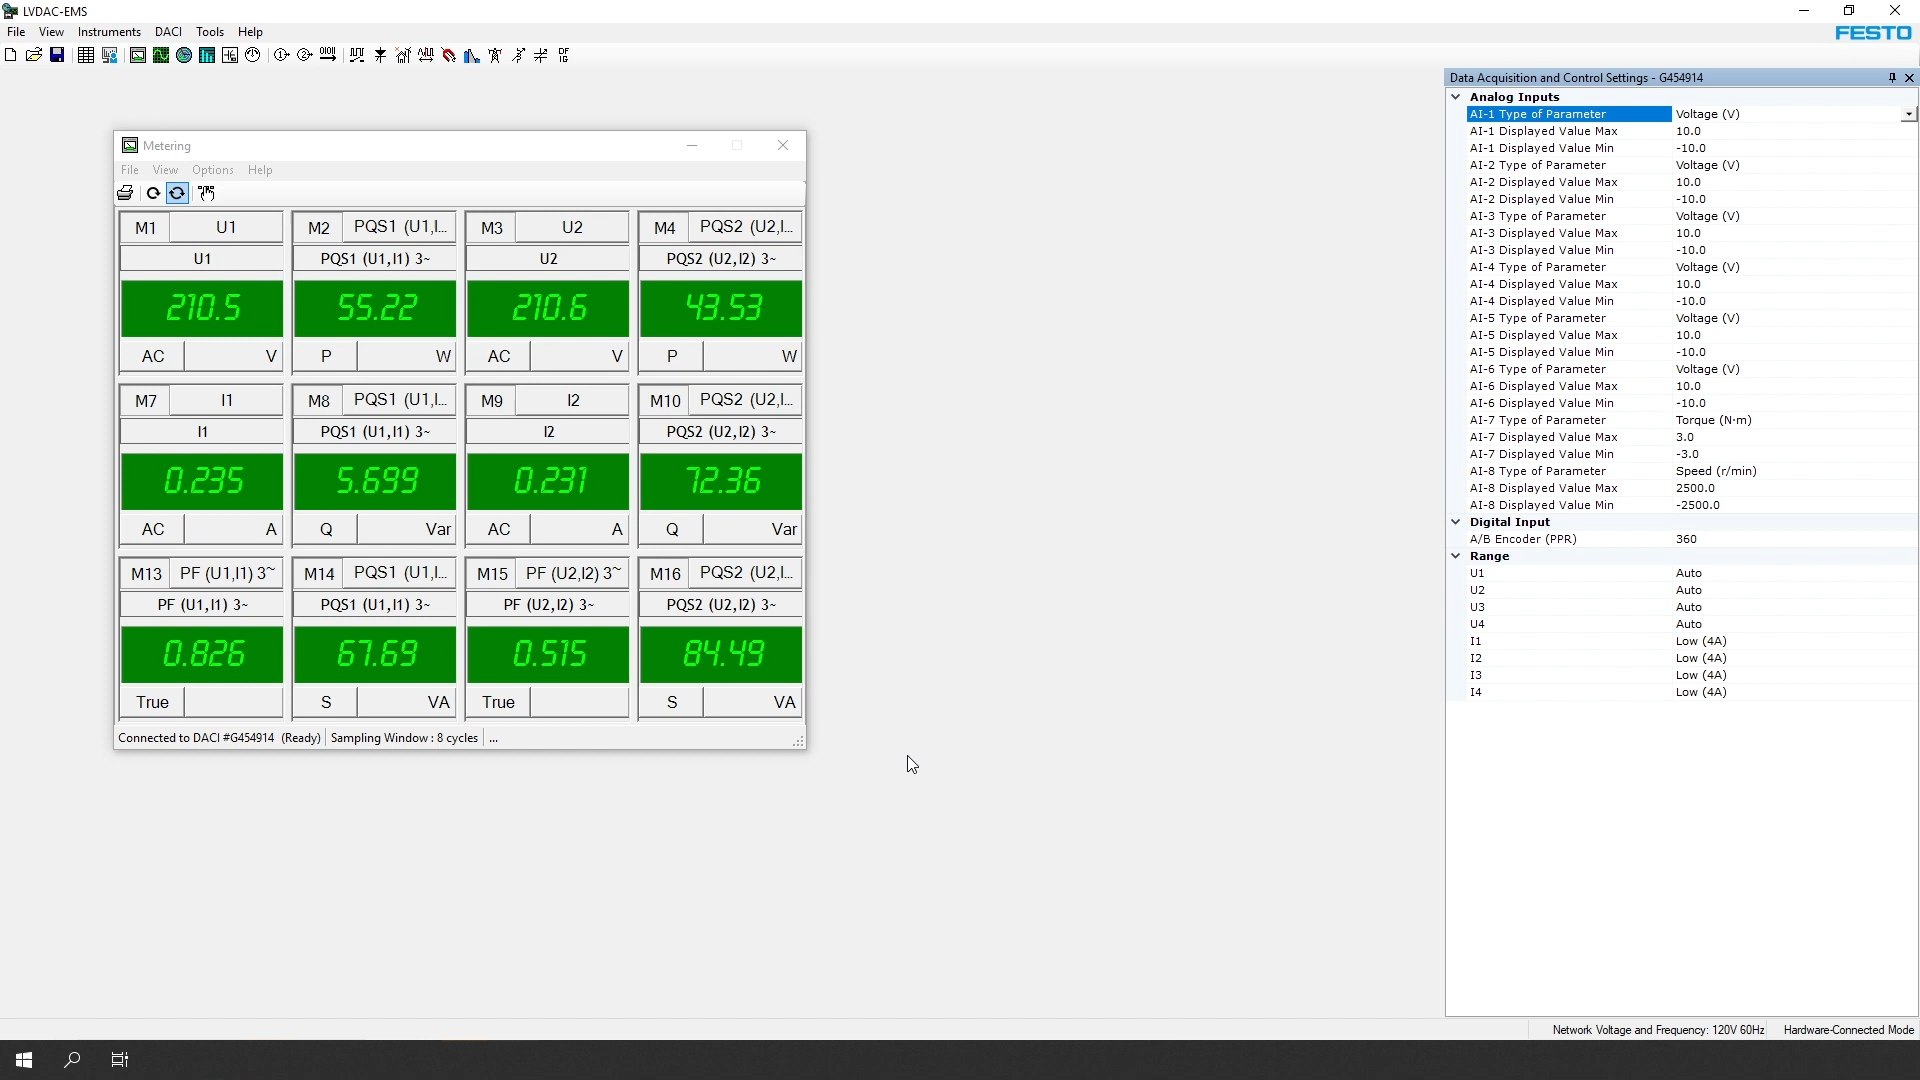 LVDAC-EMS
File View Instruments DACI Tools Help
FESTO
Metering
File View Options Help
M1 U1 M2 PQS1 (U1,I... M3 U2 M4 PQS2 (U2,I...
U1 PQS1 (U1,I1) 3~ U2 PQS2 (U2,I2) 3~
210.5 55.22 210.6 43.53
AC V P W AC V P W
M7 I1 M8 PQS1 (U1,I... M9 I2 M10 PQS2 (U2,I...
I1 PQS1 (U1,I1) 3~ I2 PQS2 (U2,I2) 3~
0.235 5.699 0.231 72.36
AC A Q Var AC A Q Var
M13 PF (U1,I1) 3~ M14 PQS1 (U1,I... M15 PF (U2,I2) 3~ M16 PQS2 (U2,I...
PF (U1,I1) 3~ PQS1 (U1,I1) 3~ PF (U2,I2) 3~ PQS2 (U2,I2) 3~
0.826 67.69 0.515 84.49
True S VA True S VA
Connected to DACI #G454914 (Ready) Sampling Window : 8 cycles ...
Data Acquisition and Control Settings - G454914
Analog Inputs
AI-1 Type of Parameter Voltage (V)
AI-1 Displayed Value Max 10.0
AI-1 Displayed Value Min -10.0
AI-2 Type of Parameter Voltage (V)
AI-2 Displayed Value Max 10.0
AI-2 Displayed Value Min -10.0
AI-3 Type of Parameter Voltage (V)
AI-3 Displayed Value Max 10.0
AI-3 Displayed Value Min -10.0
AI-4 Type of Parameter Voltage (V)
AI-4 Displayed Value Max 10.0
AI-4 Displayed Value Min -10.0
AI-5 Type of Parameter Voltage (V)
AI-5 Displayed Value Max 10.0
AI-5 Displayed Value Min -10.0
AI-6 Type of Parameter Voltage (V)
AI-6 Displayed Value Max 10.0
AI-6 Displayed Value Min -10.0
AI-7 Type of Parameter Torque (N·m)
AI-7 Displayed Value Max 3.0
AI-7 Displayed Value Min -3.0
AI-8 Type of Parameter Speed (r/min)
AI-8 Displayed Value Max 2500.0
AI-8 Displayed Value Min -2500.0
Digital Input
A/B Encoder (PPR) 360
Range
U1 Auto
U2 Auto
U3 Auto
U4 Auto
I1 Low (4A)
I2 Low (4A)
I3 Low (4A)
I4 Low (4A)
Network Voltage and Frequency: 120V 60Hz Hardware-Connected Mode